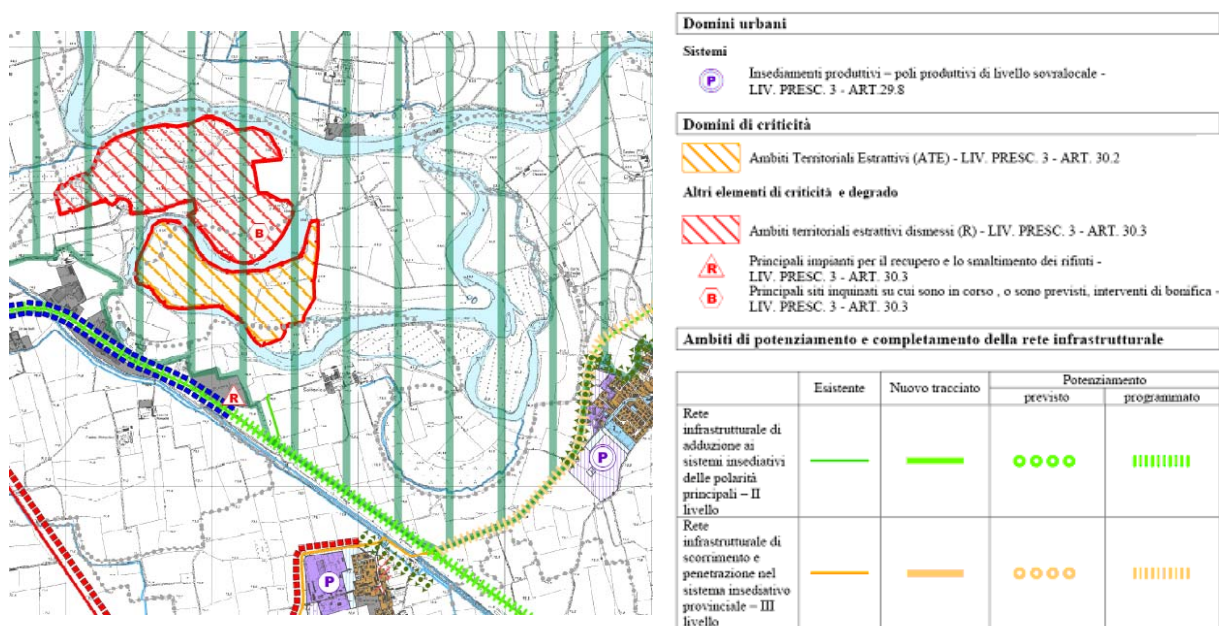 Domini urbani
Sistemi
P
Insediamenti produttivi – poli produttivi di livello sovralocale -
LIV. PRESC. 3 - ART.29.8
Domini di criticità
Ambiti Territoriali Estrattivi (ATE) - LIV. PRESC. 3 - ART. 30.2
Altri elementi di criticità e degrado
Ambiti territoriali estrattivi dismessi (R) - LIV. PRESC. 3 - ART. 30.3
R
Principali impianti per il recupero e lo smaltimento dei rifiuti -
LIV. PRESC. 3 - ART. 30.3
B
Principali siti inquinati su cui sono in corso , o sono previsti, interventi di bonifica -
LIV. PRESC. 3 - ART. 30.3
Ambiti di potenziamento e completamento della rete infrastrutturale
Esistente
Nuovo tracciato
Potenziamento
previsto
programmato
Rete
infrastrutturale di
adduzione ai
sistemi insediativi
delle polarità
principali – II
livello
Rete
infrastrutturale di
scorrimento e
penetrazione nel
sistema insediativo
provinciale – III
livello
B
R
P
P